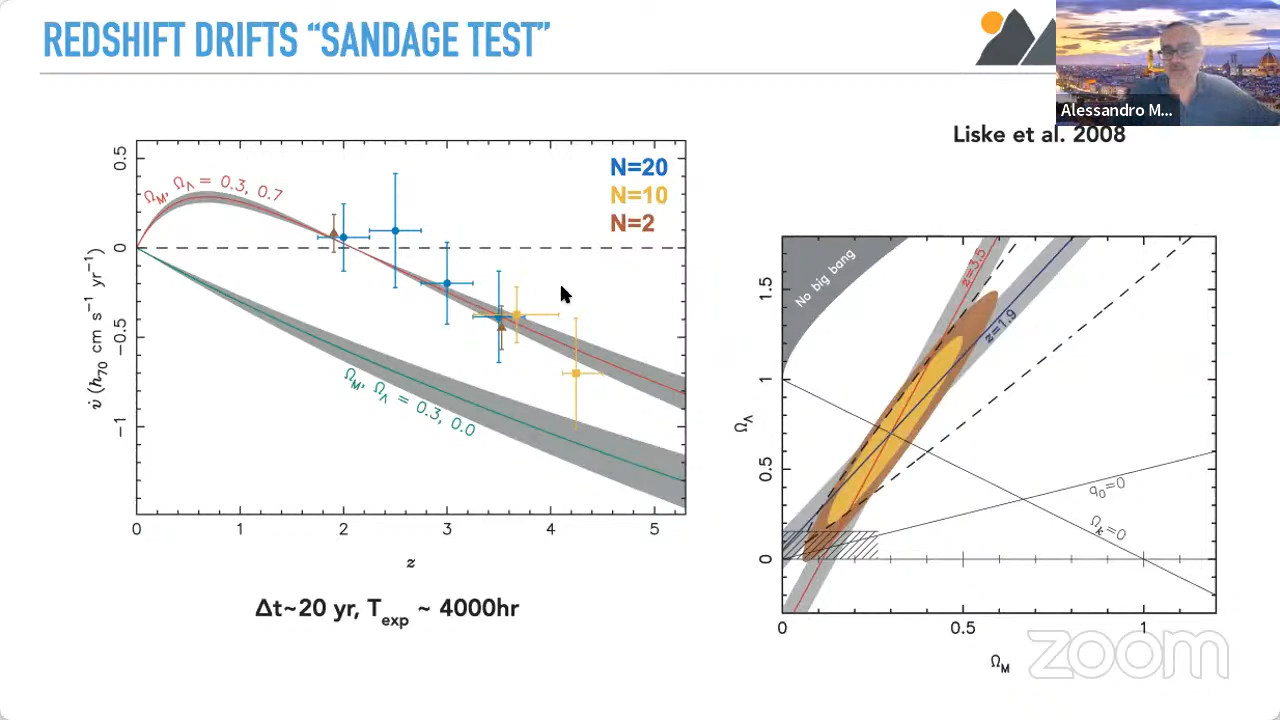 REDSHIFT DRIFTS “SANDAGE TEST”
Alessandro M...
Liske et al. 2008
N=20
N=10
N=2
Ω_M, Ω_Λ = 0.3, 0.7
Ω_M, Ω_Λ = 0.3, 0.0
0.5
0
−0.5
−1
v̇ (h₇₀ cm s⁻¹ yr⁻¹)
0 1 2 3 4 5
z
Δt~20 yr, T_exp ~ 4000hr
No big bang
z=3.5
z=1.9
q₀=0
Ω_k=0
1.5
1
0.5
0
Ω_Λ
0 0.5 1
Ω_M
zoom